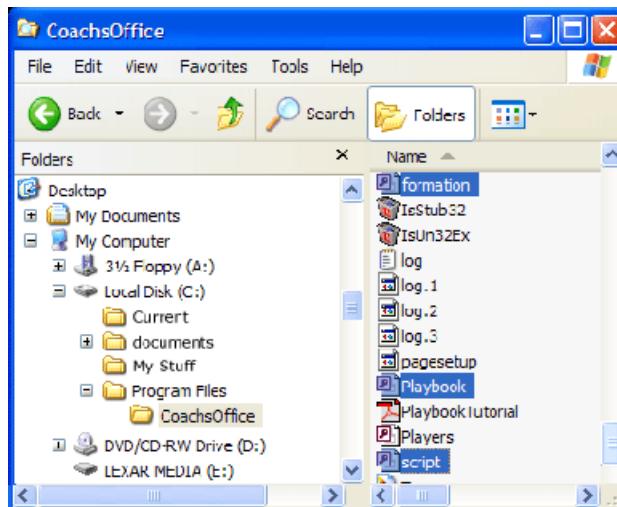 CoachsOffice
File Edit View Favorites Tools Help
Back Search Folders
Folders
Desktop
My Documents
My Computer
3½ Floppy (A:)
Local Disk (C:)
Current
documents
My Stuff
Program Files
CoachsOffice
DVD/CD-RW Drive (D:)
LEXAR MEDIA (E:)
Name
formation
IsStub32
IsUn32Ex
log
log.1
log.2
log.3
pagesetup
Playbook
PlaybookTutorial
Players
script